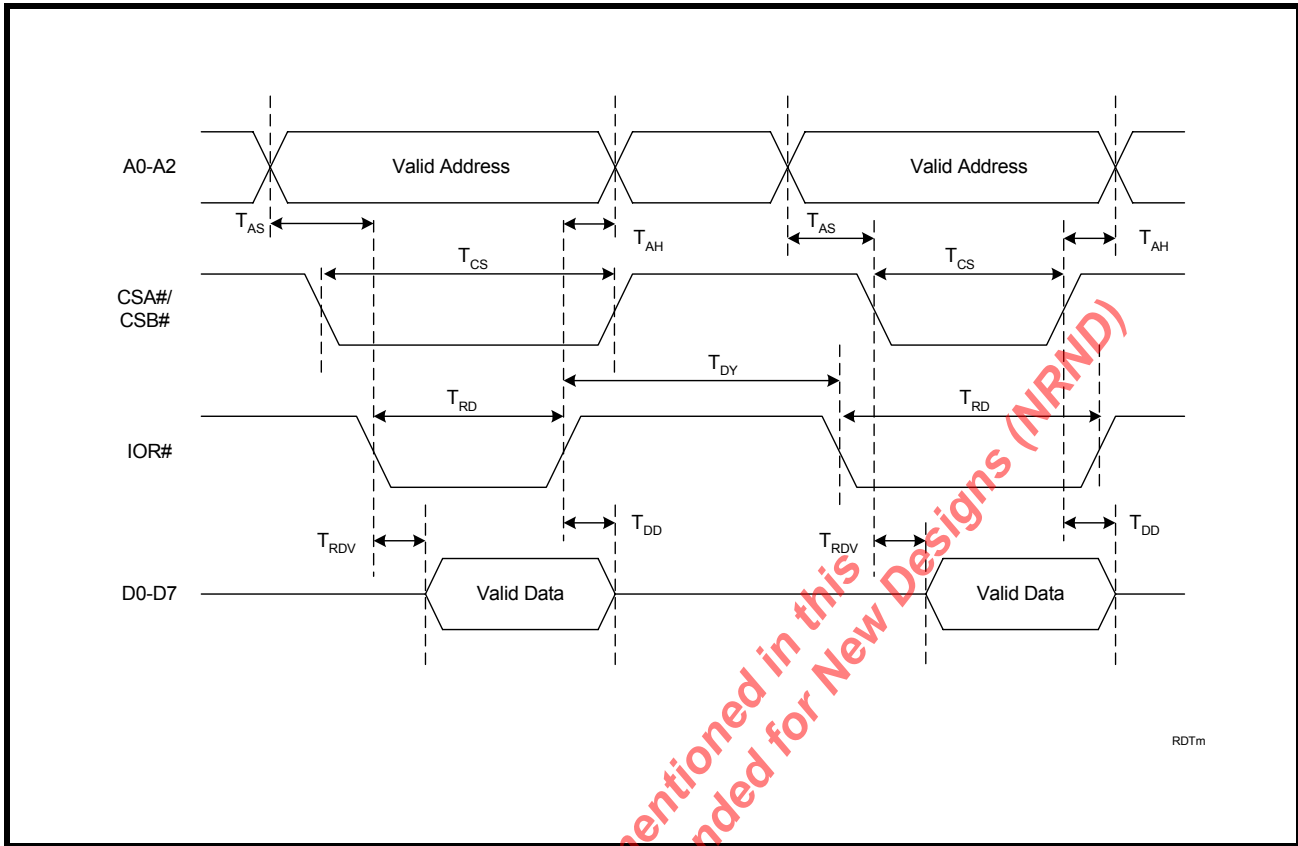 A0-A2
Valid Address
Valid Address
TAS
TAH
TAS
TAH
CSA#/
CSB#
TCS
TCS
TDY
IOR#
TRD
TRD
TRDV
TDD
TRDV
TDD
D0-D7
Valid Data
Valid Data
mentioned in this
nded for New Designs (NRND)
RDTm